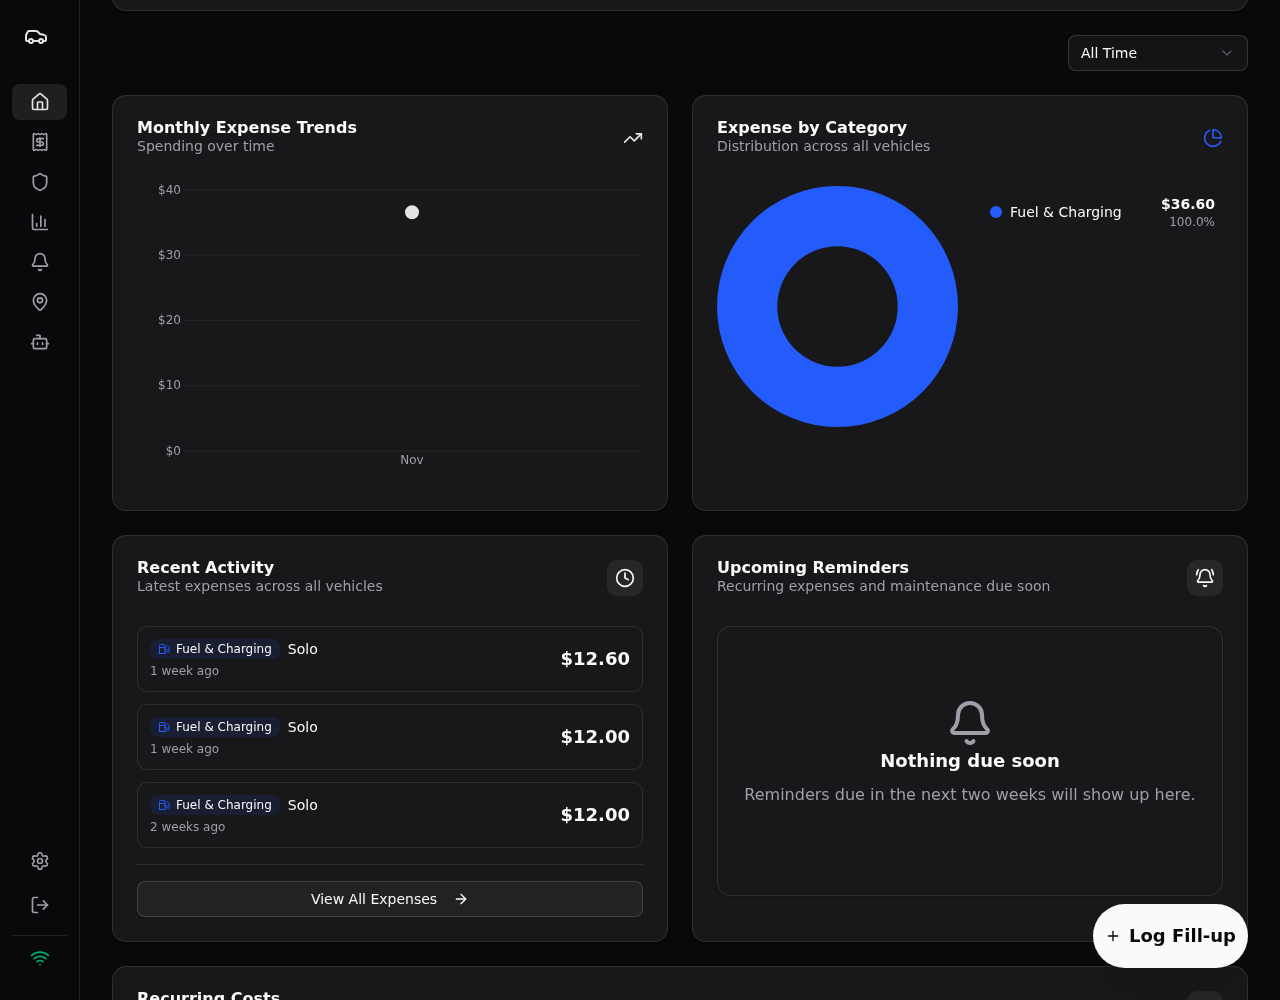 All Time
Monthly Expense Trends
Spending over time
$40
$30
$20
$10
$0
Nov
Expense by Category
Distribution across all vehicles
Fuel & Charging
$36.60
100.0%
Recent Activity
Latest expenses across all vehicles
Fuel & Charging Solo
1 week ago
$12.60
Fuel & Charging Solo
1 week ago
$12.00
Fuel & Charging Solo
2 weeks ago
$12.00
View All Expenses
Upcoming Reminders
Recurring expenses and maintenance due soon
Nothing due soon
Reminders due in the next two weeks will show up here.
+ Log Fill-up
Recurring Costs